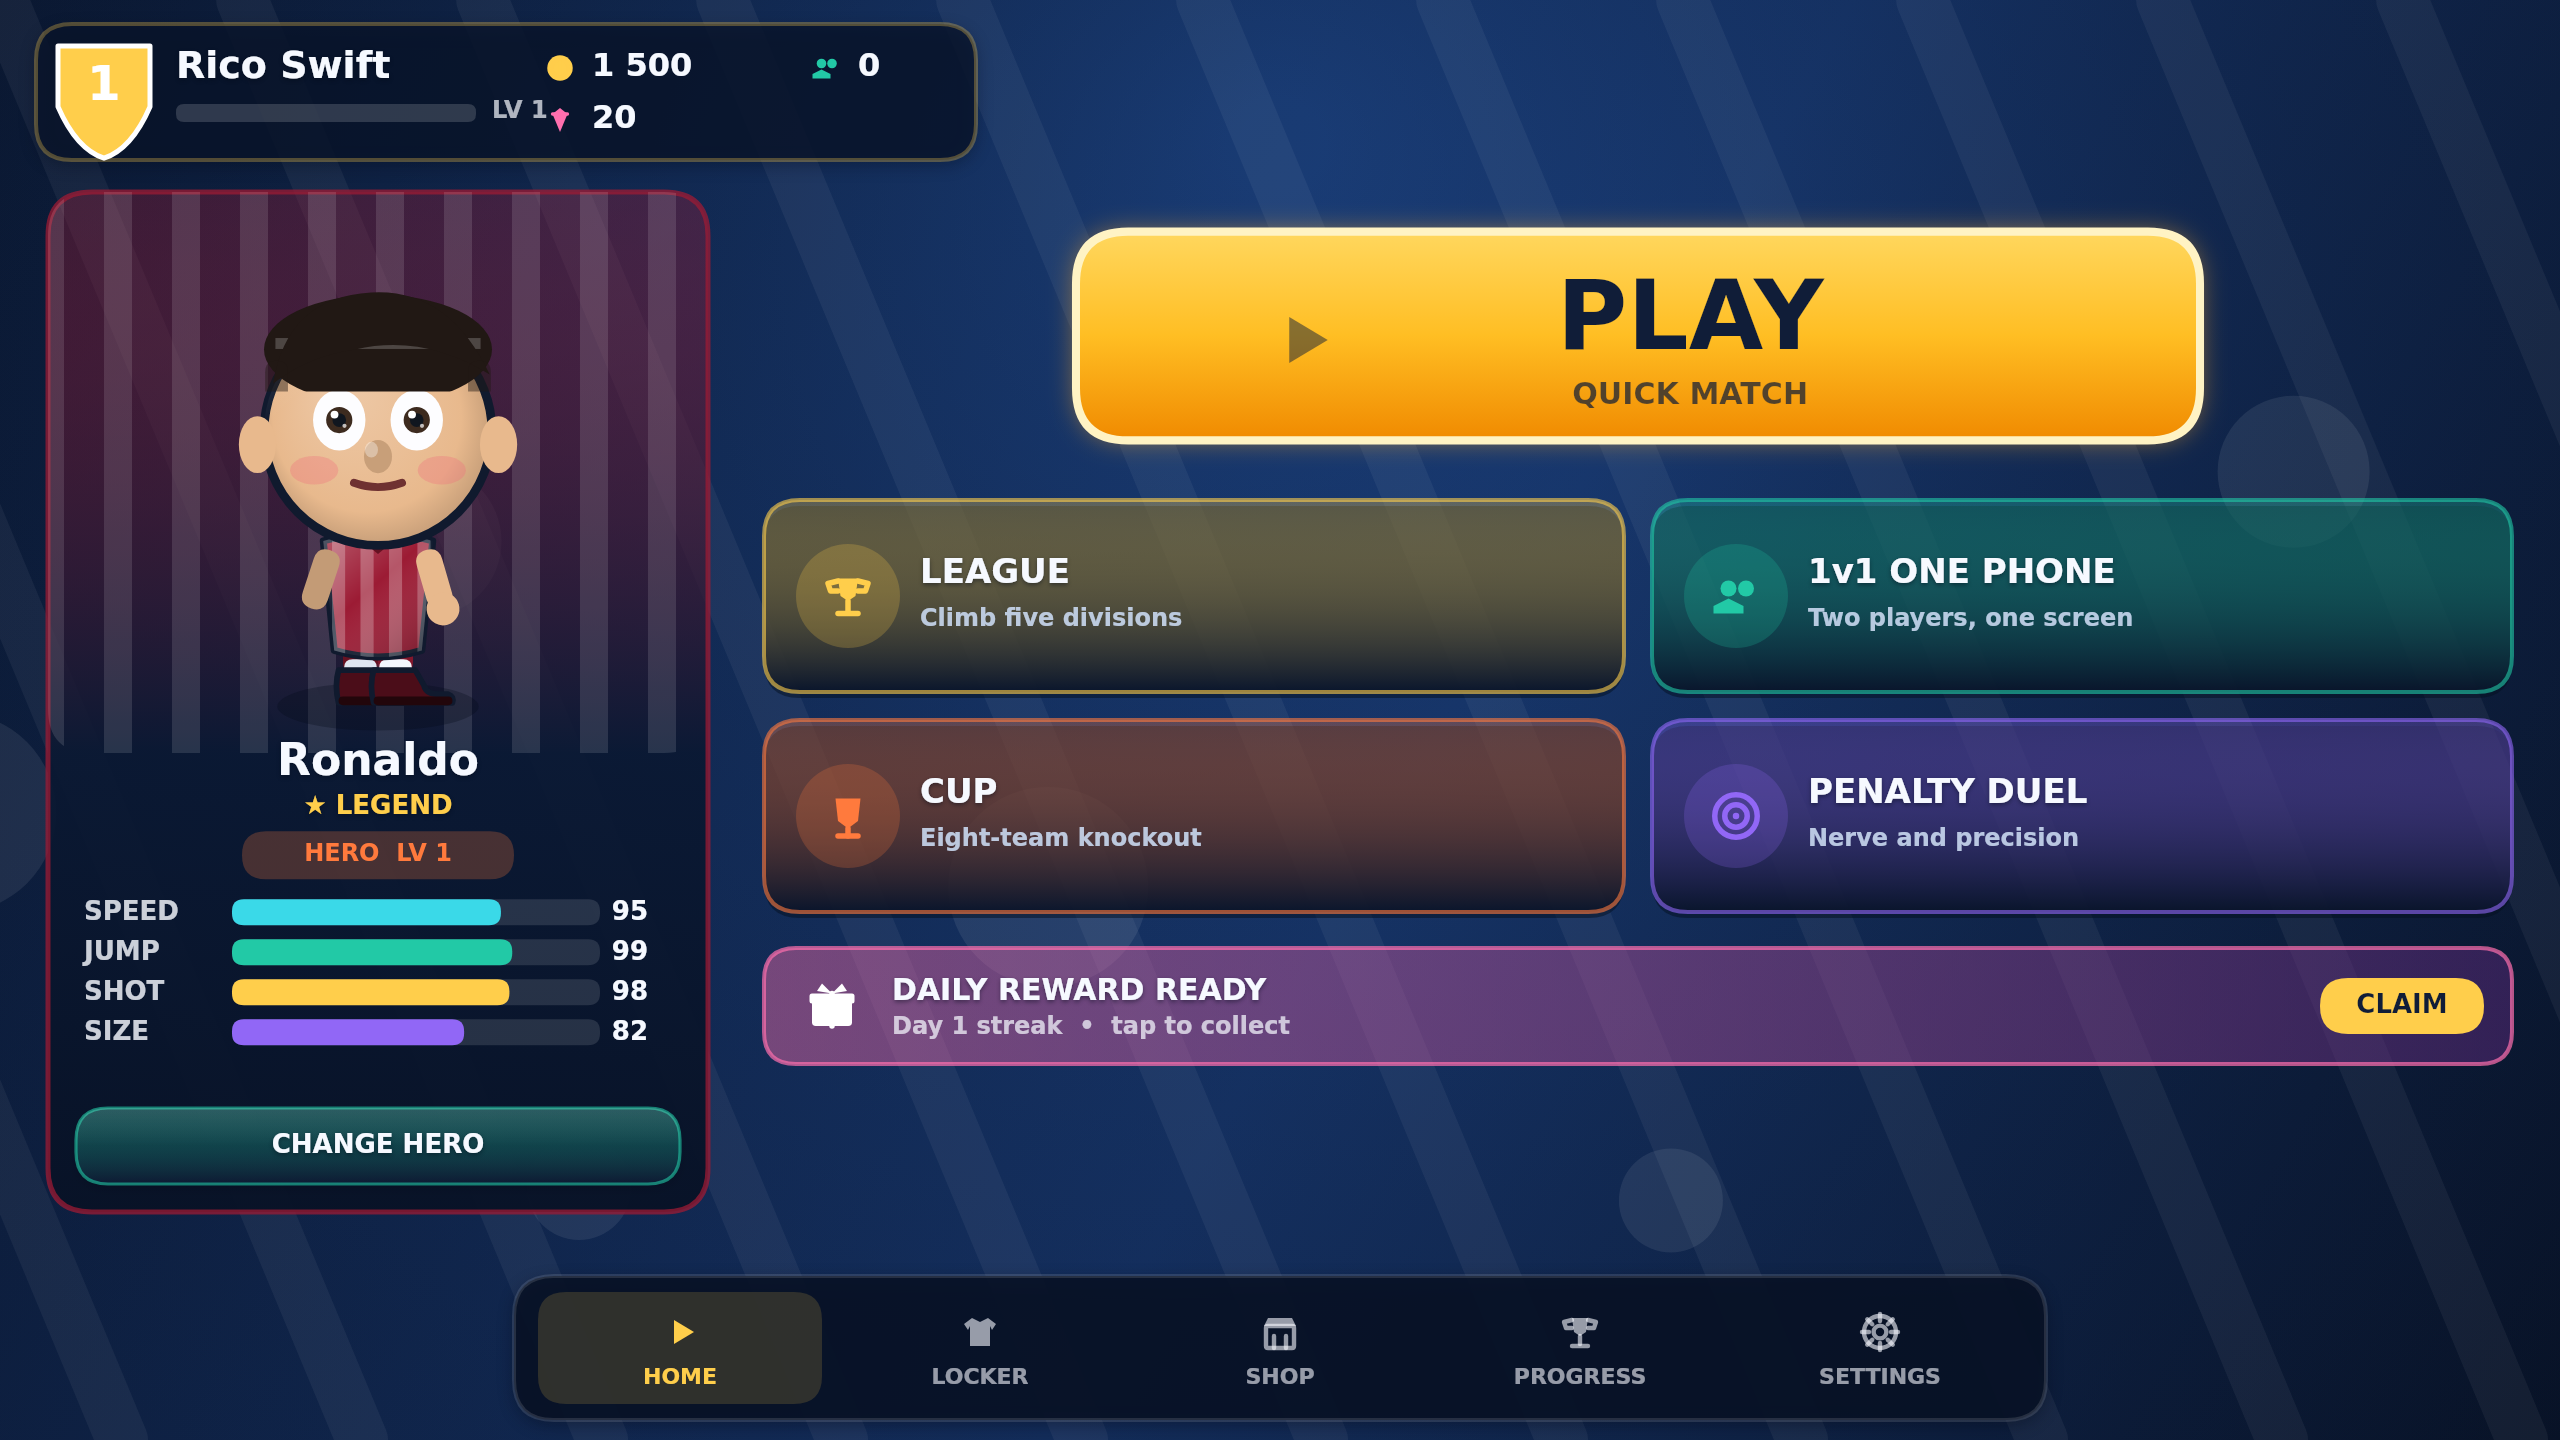 1
Rico Swift
LV 1
1 500
0
20
PLAY
QUICK MATCH
Ronaldo
★ LEGEND
HERO LV 1
SPEED 95
JUMP 99
SHOT 98
SIZE 82
CHANGE HERO
LEAGUE
Climb five divisions
1v1 ONE PHONE
Two players, one screen
CUP
Eight-team knockout
PENALTY DUEL
Nerve and precision
DAILY REWARD READY
Day 1 streak • tap to collect
CLAIM
HOME
LOCKER
SHOP
PROGRESS
SETTINGS